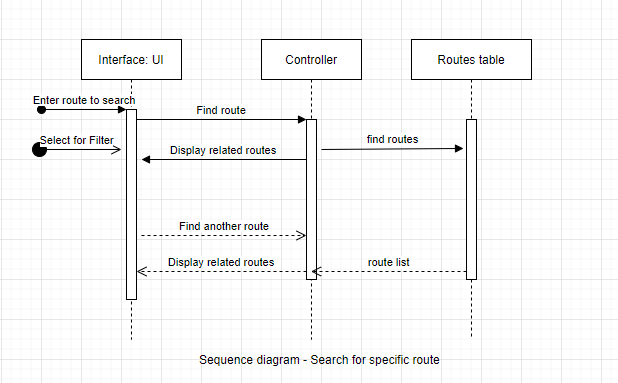 Interface: UI
Controller
Routes table
Enter route to search
Find route
Select for Filter
find routes
Display related routes
Find another route
Display related routes
route list
Sequence diagram - Search for specific route